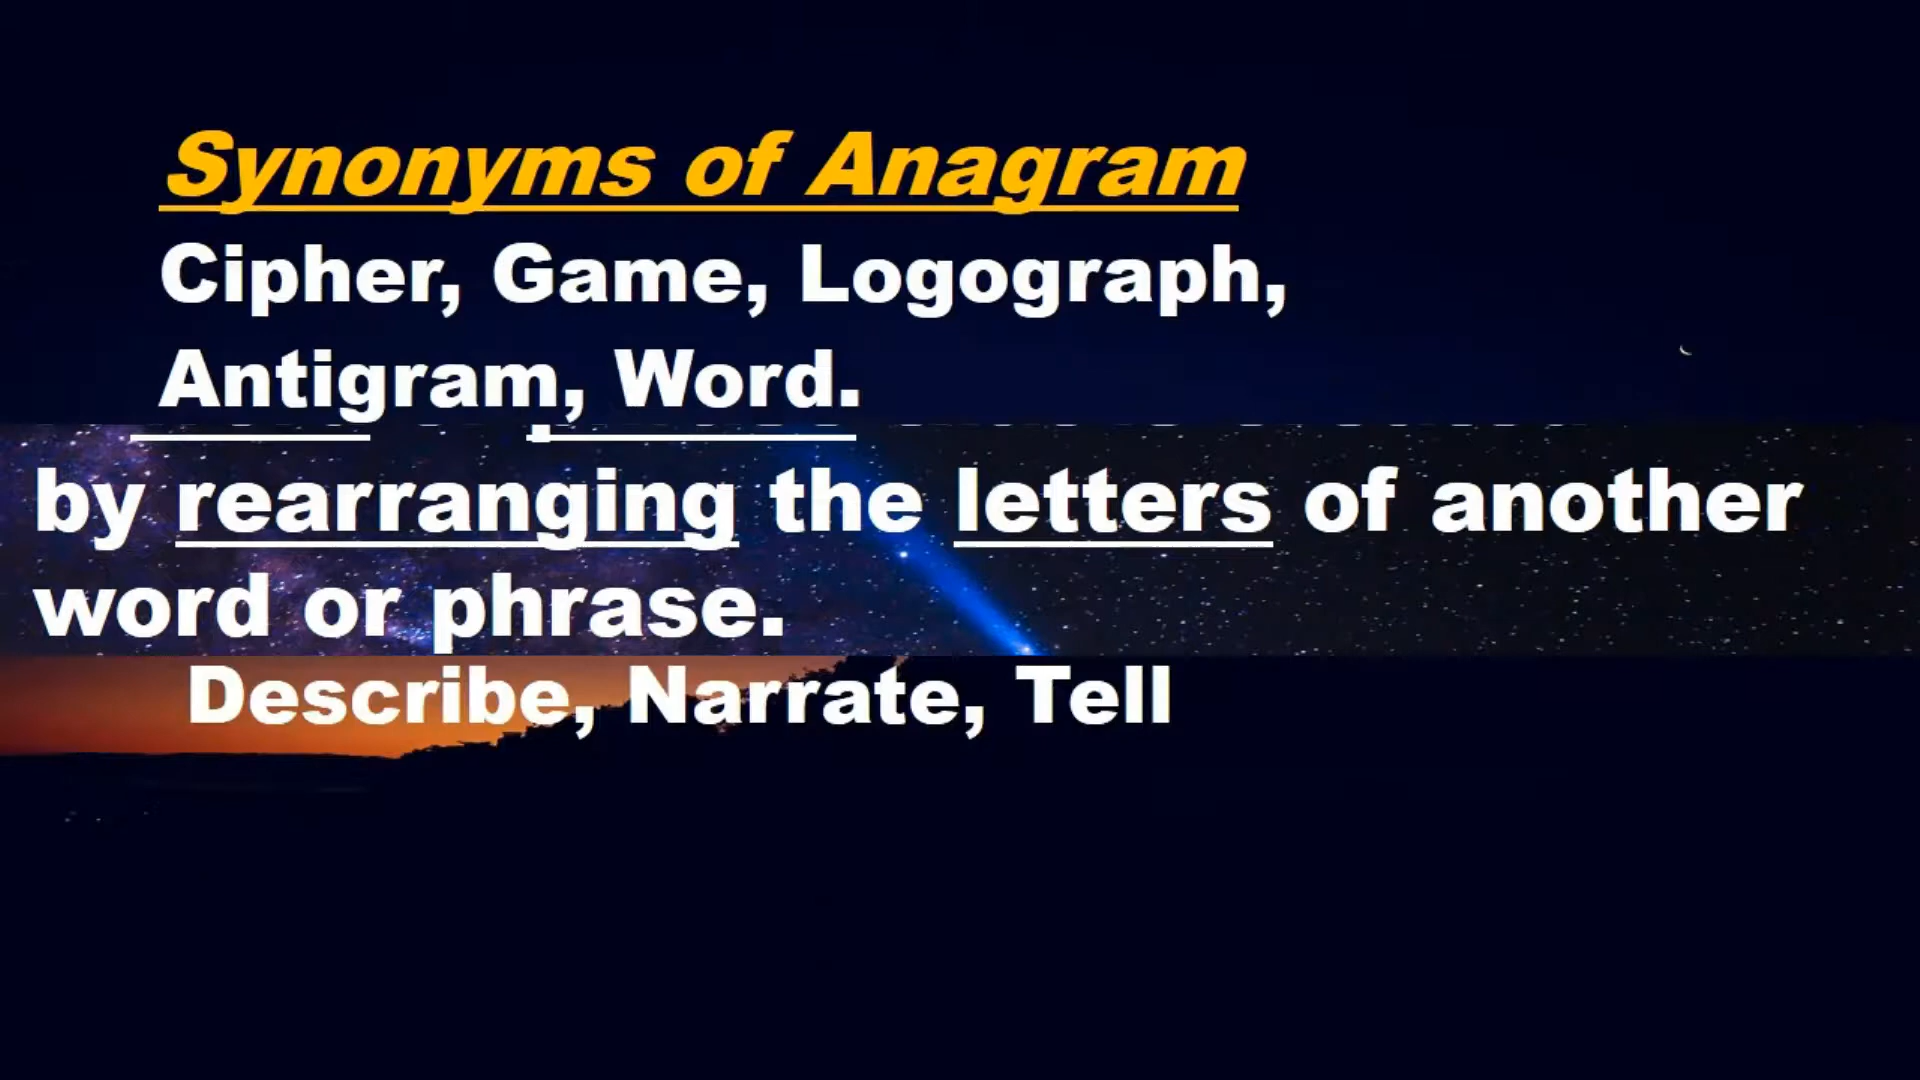 Synonyms of Anagram
Cipher, Game, Logograph,
Antigram, Word.
by rearranging the letters of another
word or phrase.
Describe, Narrate, Tell